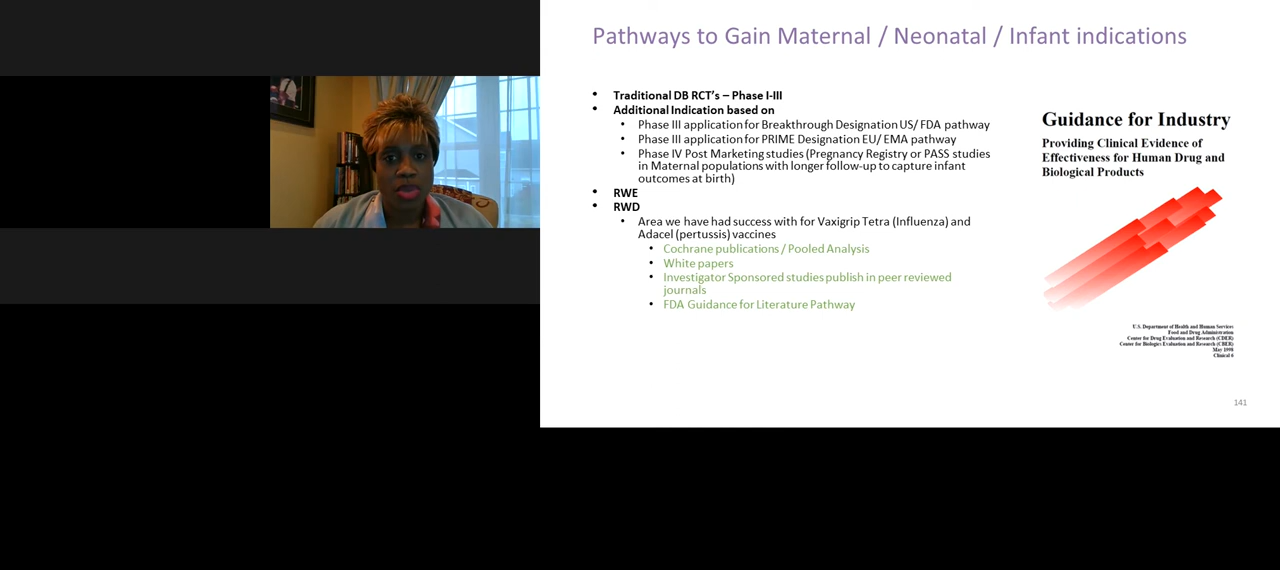 Pathways to Gain Maternal / Neonatal / Infant indications
• Traditional DB RCT's – Phase I-III
• Additional Indication based on
• Phase III application for Breakthrough Designation US/ FDA pathway
• Phase III application for PRIME Designation EU/ EMA pathway
• Phase IV Post Marketing studies (Pregnancy Registry or PASS studies
in Maternal populations with longer follow-up to capture infant
outcomes at birth)
• RWE
• RWD
• Area we have had success with for Vaxigrip Tetra (Influenza) and
Adacel (pertussis) vaccines
• Cochrane publications / Pooled Analysis
• White papers
• Investigator Sponsored studies publish in peer reviewed
journals
• FDA Guidance for Literature Pathway
Guidance for Industry
Providing Clinical Evidence of
Effectiveness for Human Drug and
Biological Products
U.S. Department of Health and Human Services
Food and Drug Administration
Center for Drug Evaluation and Research (CDER)
Center for Biologics Evaluation and Research (CBER)
May 1998
Clinical 6
141